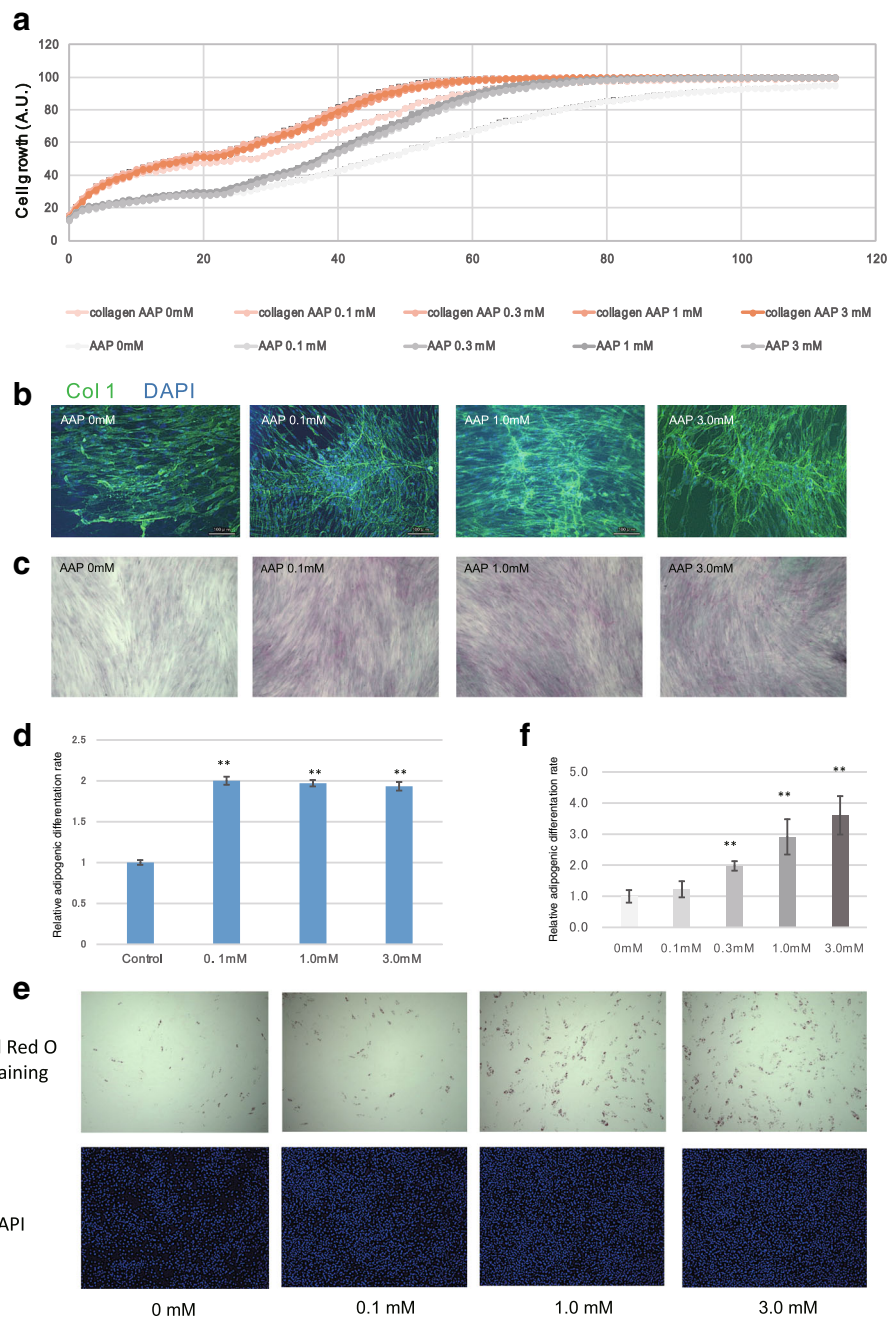 a
120
100
80
60
40
20
0
Cell growth (A.U.)
0 20 40 60 80 100 120
collagen AAP 0mM collagen AAP 0.1 mM collagen AAP 0.3 mM collagen AAP 1 mM collagen AAP 3 mM
AAP 0mM AAP 0.1 mM AAP 0.3 mM AAP 1 mM AAP 3 mM
b
Col 1 DAPI
AAP 0mM AAP 0.1mM AAP 1.0mM AAP 3.0mM
c
AAP 0mM AAP 0.1mM AAP 1.0mM AAP 3.0mM
d
Relative adipogenic differentation rate
2.5
2
1.5
1
0.5
0
** ** **
Control 0.1mM 1.0mM 3.0mM
f
Relative adipogenic differentation rate
5.0
4.0
3.0
2.0
1.0
0.0
** ** **
0mM 0.1mM 0.3mM 1.0mM 3.0mM
e
l Red O
aining
API
0 mM 0.1 mM 1.0 mM 3.0 mM